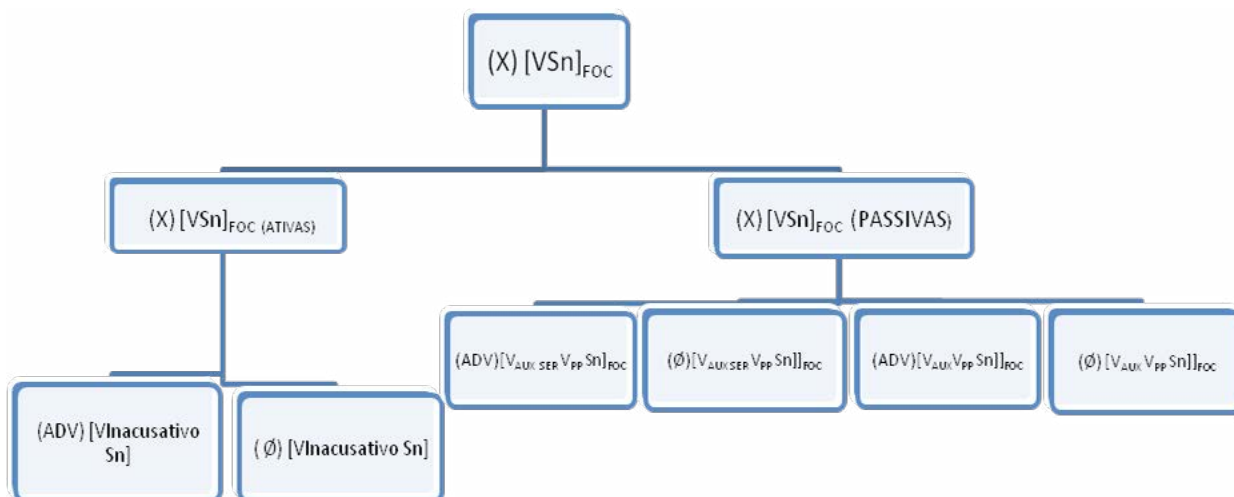 (X) [VSn]FOC
(X) [VSn]FOC (ATIVAS)
(X) [VSn]FOC (PASSIVAS)
(ADV)[VAUX SER VPP Sn]FOC
(Ø)[VAUX SER VPP Sn]]FOC
(ADV)[VAUX VPP Sn]]FOC
(Ø) [VAUX VPP Sn]]FOC
(ADV) [VInacusativo
Sn]
(Ø) [VInacusativo Sn]